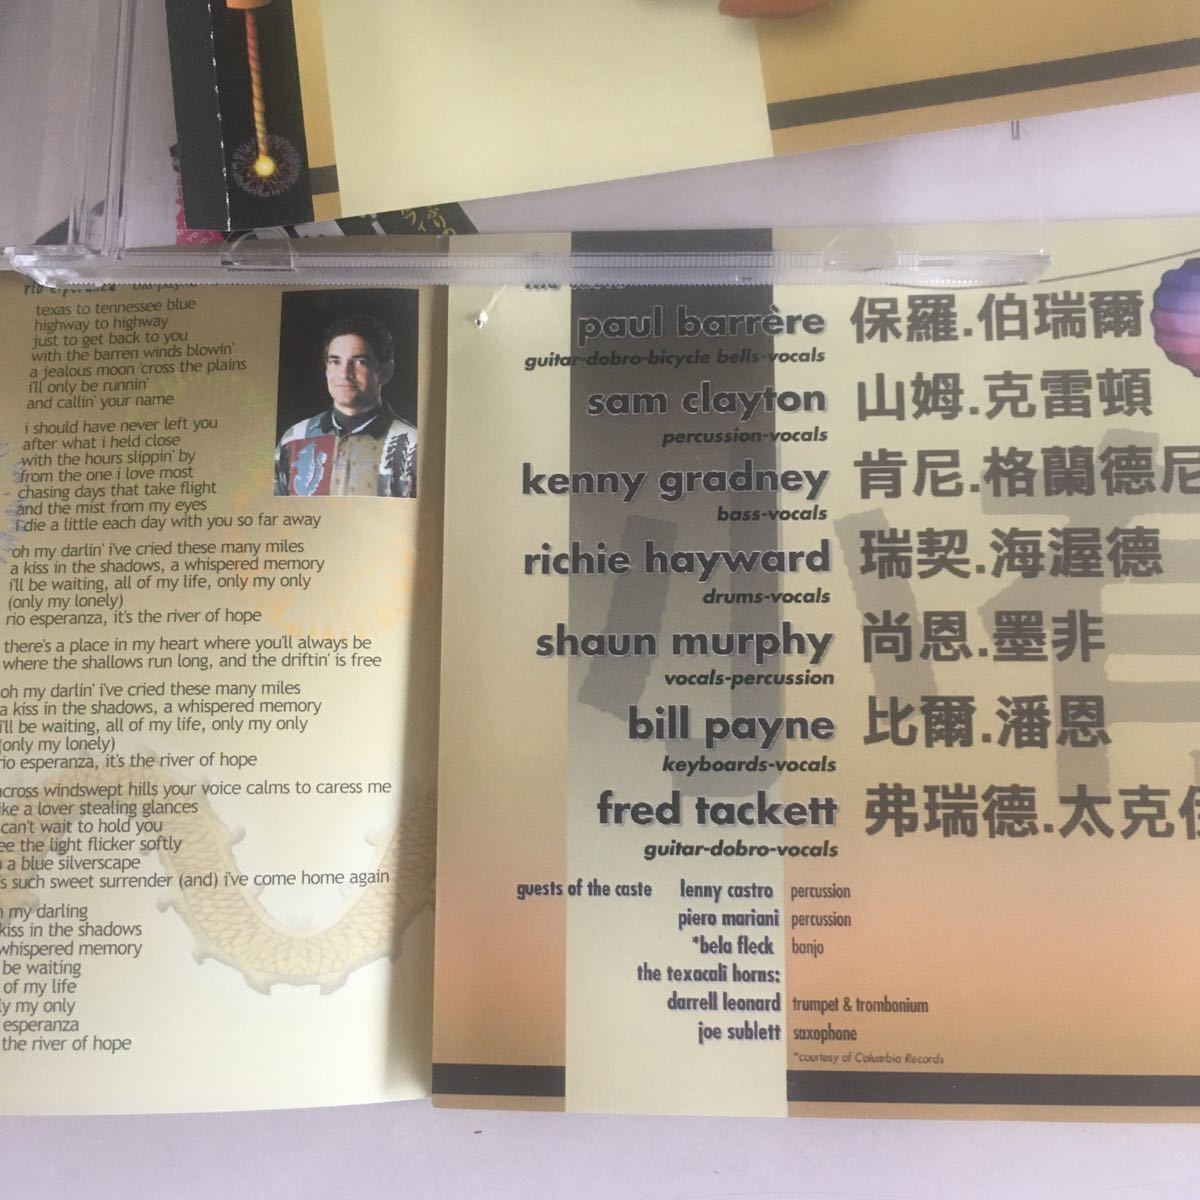 rio esperanza
texas to tennessee blue
highway to highway
just to get back to you
with the barren winds blowin'
a jealous moon 'cross the plains
i'll only be runnin'
and callin' your name
i should have never left you
after what i held close
with the hours slippin' by
from the one i love most
chasing days that take flight
and the mist from my eyes
i die a little each day with you so far away
oh my darlin' i've cried these many miles
a kiss in the shadows, a whispered memory
i'll be waiting, all of my life, only my only
(only my lonely)
rio esperanza, it's the river of hope
there's a place in my heart where you'll always be
where the shallows run long, and the driftin' is free
oh my darlin' i've cried these many miles
a kiss in the shadows, a whispered memory
i'll be waiting, all of my life, only my only
(only my lonely)
rio esperanza, it's the river of hope
across windswept hills your voice calms to caress me
like a lover stealing glances
can't wait to hold you
see the light flicker softly
a blue silverscape
such sweet surrender (and) i've come home again
my darling
kiss in the shadows
whispered memory
be waiting
of my life
my only
esperanza
the river of hope
paul barrère 保羅.伯瑞爾
guitar-dobro-bicycle bells-vocals
sam clayton 山姆.克雷頓
percussion-vocals
kenny gradney 肯尼.格蘭德尼
bass-vocals
richie hayward 瑞契.海渥德
drums-vocals
shaun murphy 尚恩.墨非
vocals-percussion
bill payne 比爾.潘恩
keyboards-vocals
fred tackett 弗瑞德.太克伊
guitar-dobro-vocals
guests of the caste lenny castro percussion
piero mariani percussion
*bela fleck banjo
the texacali horns:
darrell leonard trumpet & trombonium
joe sublett saxophone
*courtesy of Columbia Records